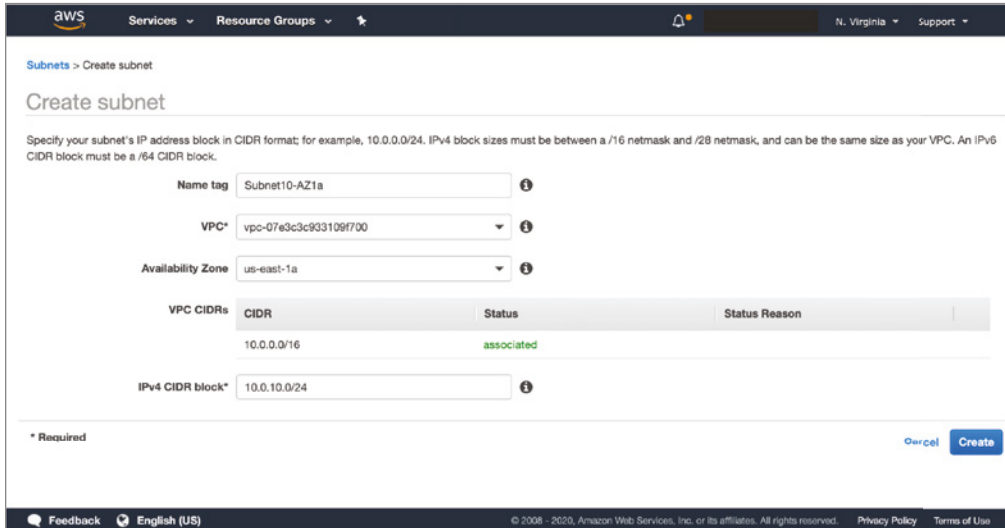 aws Services Resource Groups N. Virginia Support
Subnets > Create subnet
Create subnet
Specify your subnet's IP address block in CIDR format; for example, 10.0.0.0/24. IPv4 block sizes must be between a /16 netmask and /28 netmask, and can be the same size as your VPC. An IPv6
CIDR block must be a /64 CIDR block.
Name tag Subnet10-AZ1a
VPC* vpc-07e3c3c933109f700
Availability Zone us-east-1a
VPC CIDRs CIDR Status Status Reason
10.0.0.0/16 associated
IPv4 CIDR block* 10.0.10.0/24
* Required Cancel Create
Feedback English (US) © 2008 - 2020, Amazon Web Services, Inc. or its affiliates. All rights reserved. Privacy Policy Terms of Use